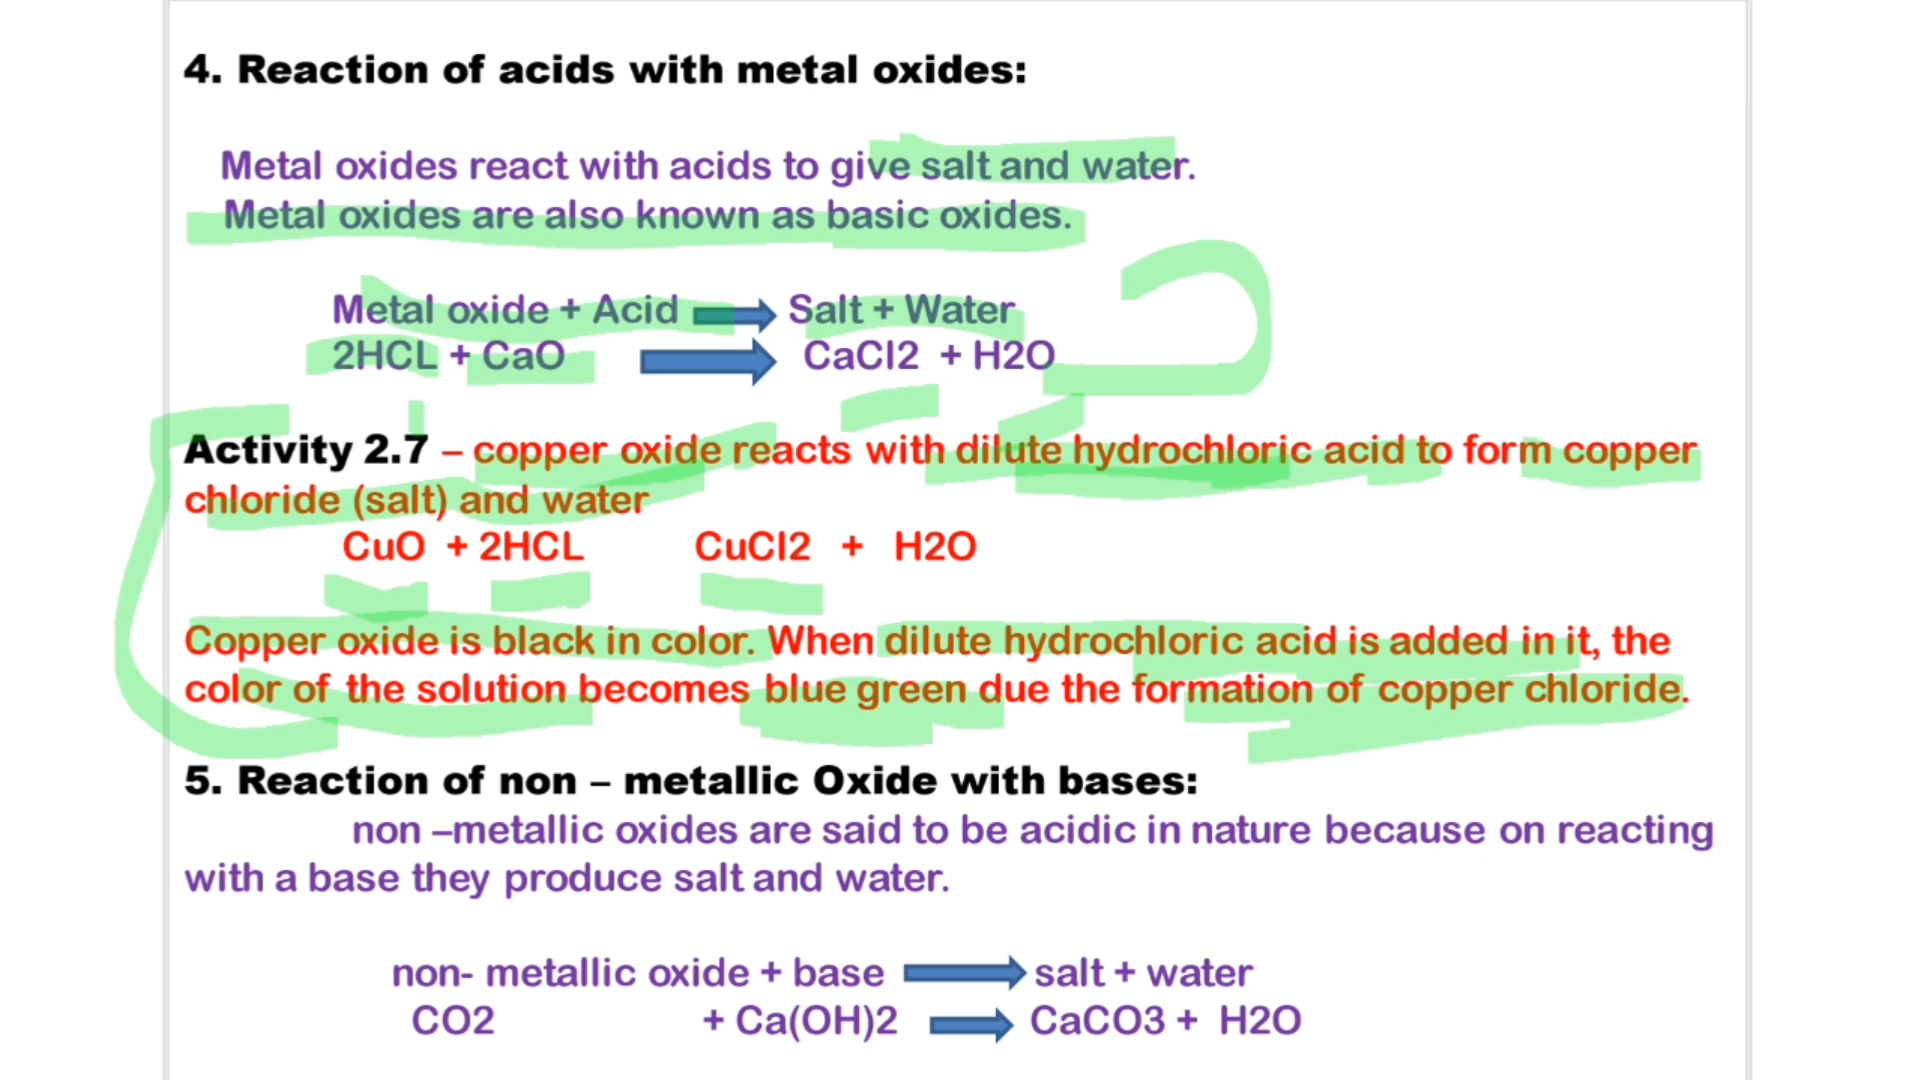 4. Reaction of acids with metal oxides:
Metal oxides react with acids to give salt and water.
Metal oxides are also known as basic oxides.
Metal oxide + Acid Salt + Water
2HCL + CaO CaCl2 + H2O
Activity 2.7 – copper oxide reacts with dilute hydrochloric acid to form copper
chloride (salt) and water
CuO + 2HCL CuCl2 + H2O
Copper oxide is black in color. When dilute hydrochloric acid is added in it, the
color of the solution becomes blue green due the formation of copper chloride.
5. Reaction of non – metallic Oxide with bases:
non –metallic oxides are said to be acidic in nature because on reacting
with a base they produce salt and water.
non- metallic oxide + base salt + water
CO2 + Ca(OH)2 CaCO3 + H2O